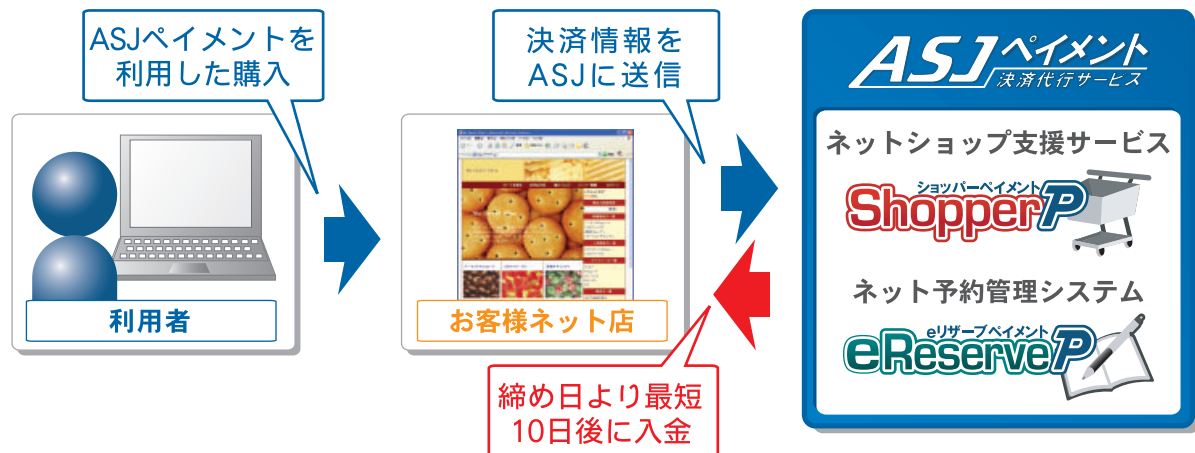 ASJペイメントを
利用した購入
利用者
決済情報を
ASJに送信
お客様ネット店
締め日より最短
10日後に入金
ASJペイメント
決済代行サービス
ネットショップ支援サービス
ショッパーペイメント
ShopperP
ネット予約管理システム
eリザーブペイメント
eReserveP